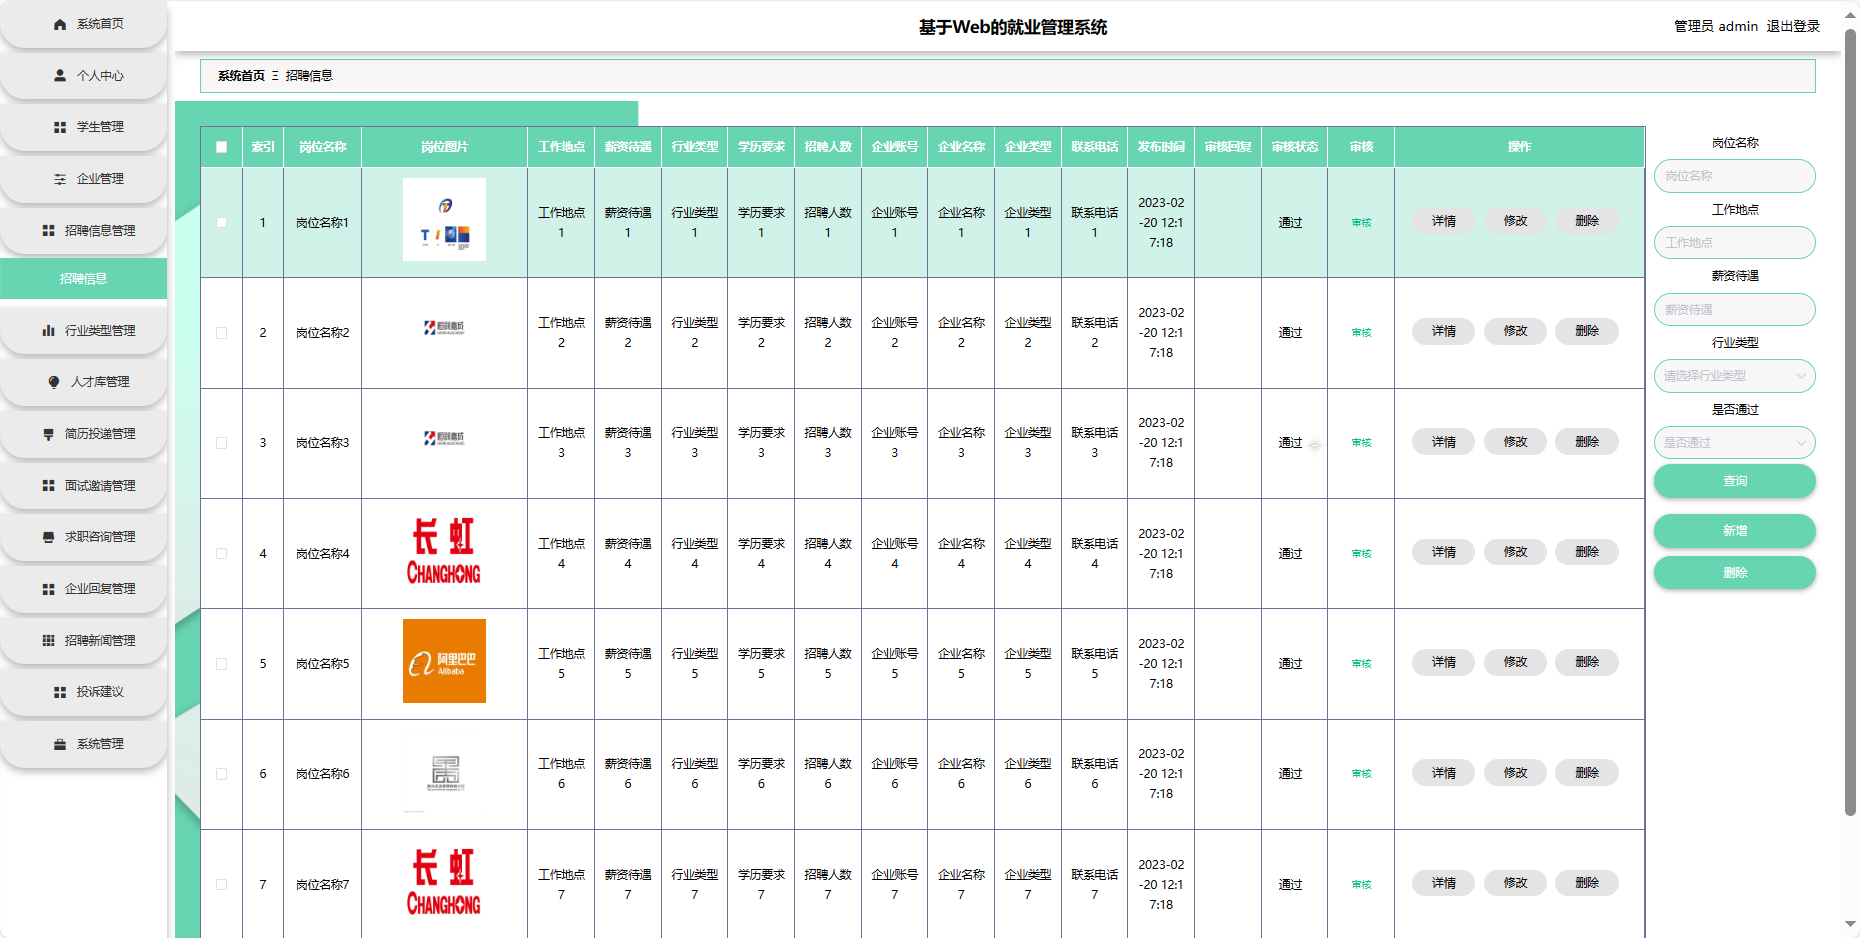 系统首页
个人中心
学生管理
企业管理
招聘信息管理
招聘信息
行业类型管理
人才库管理
简历投递管理
面试邀请管理
求职咨询管理
企业回复管理
招聘新闻管理
投诉建议
系统管理
基于Web的就业管理系统
管理员 admin 退出登录
系统首页 Ξ 招聘信息
索引 岗位名称 岗位图片 工作地点 薪资待遇 行业类型 学历要求 招聘人数 企业账号 企业名称 企业类型 联系电话 发布时间 审核回复 审核状态 审核 操作
1 岗位名称1 工作地点1 薪资待遇1 行业类型1 学历要求1 招聘人数1 企业账号1 企业名称1 企业类型1 联系电话1 2023-02-20 12:17:18 通过 审核 详情 修改 删除
2 岗位名称2 恒润嘉成 工作地点2 薪资待遇2 行业类型2 学历要求2 招聘人数2 企业账号2 企业名称2 企业类型2 联系电话2 2023-02-20 12:17:18 通过 审核 详情 修改 删除
3 岗位名称3 恒润嘉成 工作地点3 薪资待遇3 行业类型3 学历要求3 招聘人数3 企业账号3 企业名称3 企业类型3 联系电话3 2023-02-20 12:17:18 通过 审核 详情 修改 删除
4 岗位名称4 长虹 CHANGHONG 工作地点4 薪资待遇4 行业类型4 学历要求4 招聘人数4 企业账号4 企业名称4 企业类型4 联系电话4 2023-02-20 12:17:18 通过 审核 详情 修改 删除
5 岗位名称5 阿里巴巴 Alibaba 工作地点5 薪资待遇5 行业类型5 学历要求5 招聘人数5 企业账号5 企业名称5 企业类型5 联系电话5 2023-02-20 12:17:18 通过 审核 详情 修改 删除
6 岗位名称6 工作地点6 薪资待遇6 行业类型6 学历要求6 招聘人数6 企业账号6 企业名称6 企业类型6 联系电话6 2023-02-20 12:17:18 通过 审核 详情 修改 删除
7 岗位名称7 长虹 CHANGHONG 工作地点7 薪资待遇7 行业类型7 学历要求7 招聘人数7 企业账号7 企业名称7 企业类型7 联系电话7 2023-02-20 12:17:18 通过 审核 详情 修改 删除
岗位名称
岗位名称
工作地点
工作地点
薪资待遇
薪资待遇
行业类型
请选择行业类型
是否通过
是否通过
查询
新增
删除